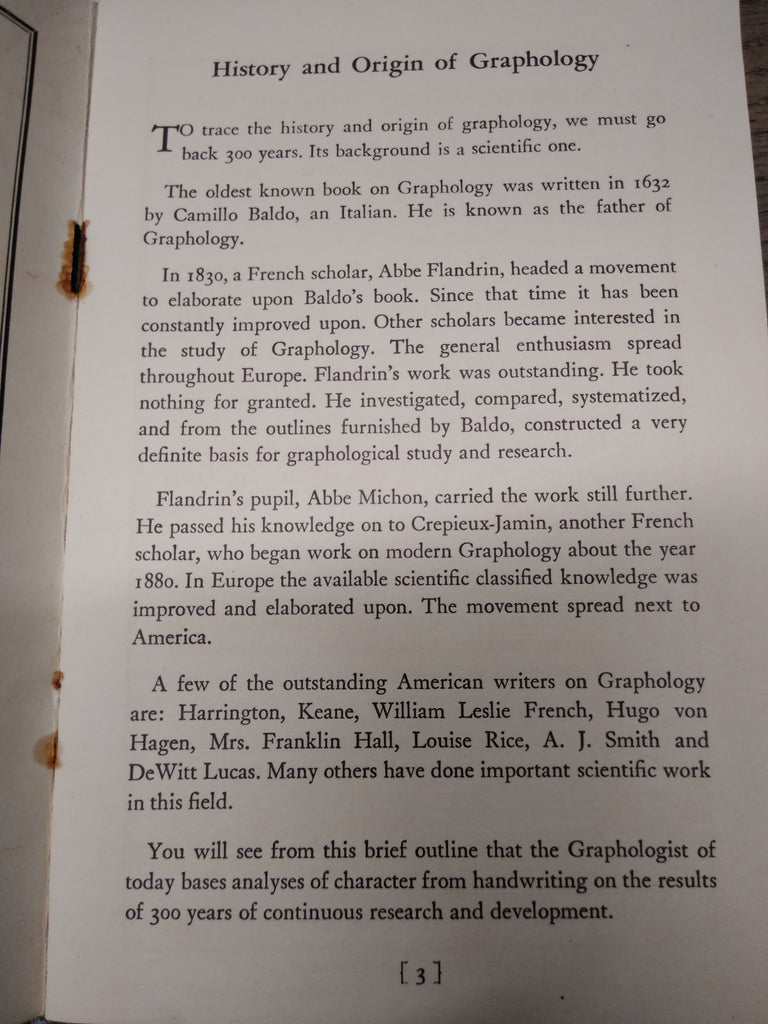 History and Origin of Graphology
TO trace the history and origin of graphology, we must go
back 300 years. Its background is a scientific one.
The oldest known book on Graphology was written in 1632
by Camillo Baldo, an Italian. He is known as the father of
Graphology.
In 1830, a French scholar, Abbe Flandrin, headed a movement
to elaborate upon Baldo's book. Since that time it has been
constantly improved upon. Other scholars became interested in
the study of Graphology. The general enthusiasm spread
throughout Europe. Flandrin's work was outstanding. He took
nothing for granted. He investigated, compared, systematized,
and from the outlines furnished by Baldo, constructed a very
definite basis for graphological study and research.
Flandrin's pupil, Abbe Michon, carried the work still further.
He passed his knowledge on to Crepieux-Jamin, another French
scholar, who began work on modern Graphology about the year
1880. In Europe the available scientific classified knowledge was
improved and elaborated upon. The movement spread next to
America.
A few of the outstanding American writers on Graphology
are: Harrington, Keane, William Leslie French, Hugo von
Hagen, Mrs. Franklin Hall, Louise Rice, A. J. Smith and
DeWitt Lucas. Many others have done important scientific work
in this field.
You will see from this brief outline that the Graphologist of
today bases analyses of character from handwriting on the results
of 300 years of continuous research and development.
[3]